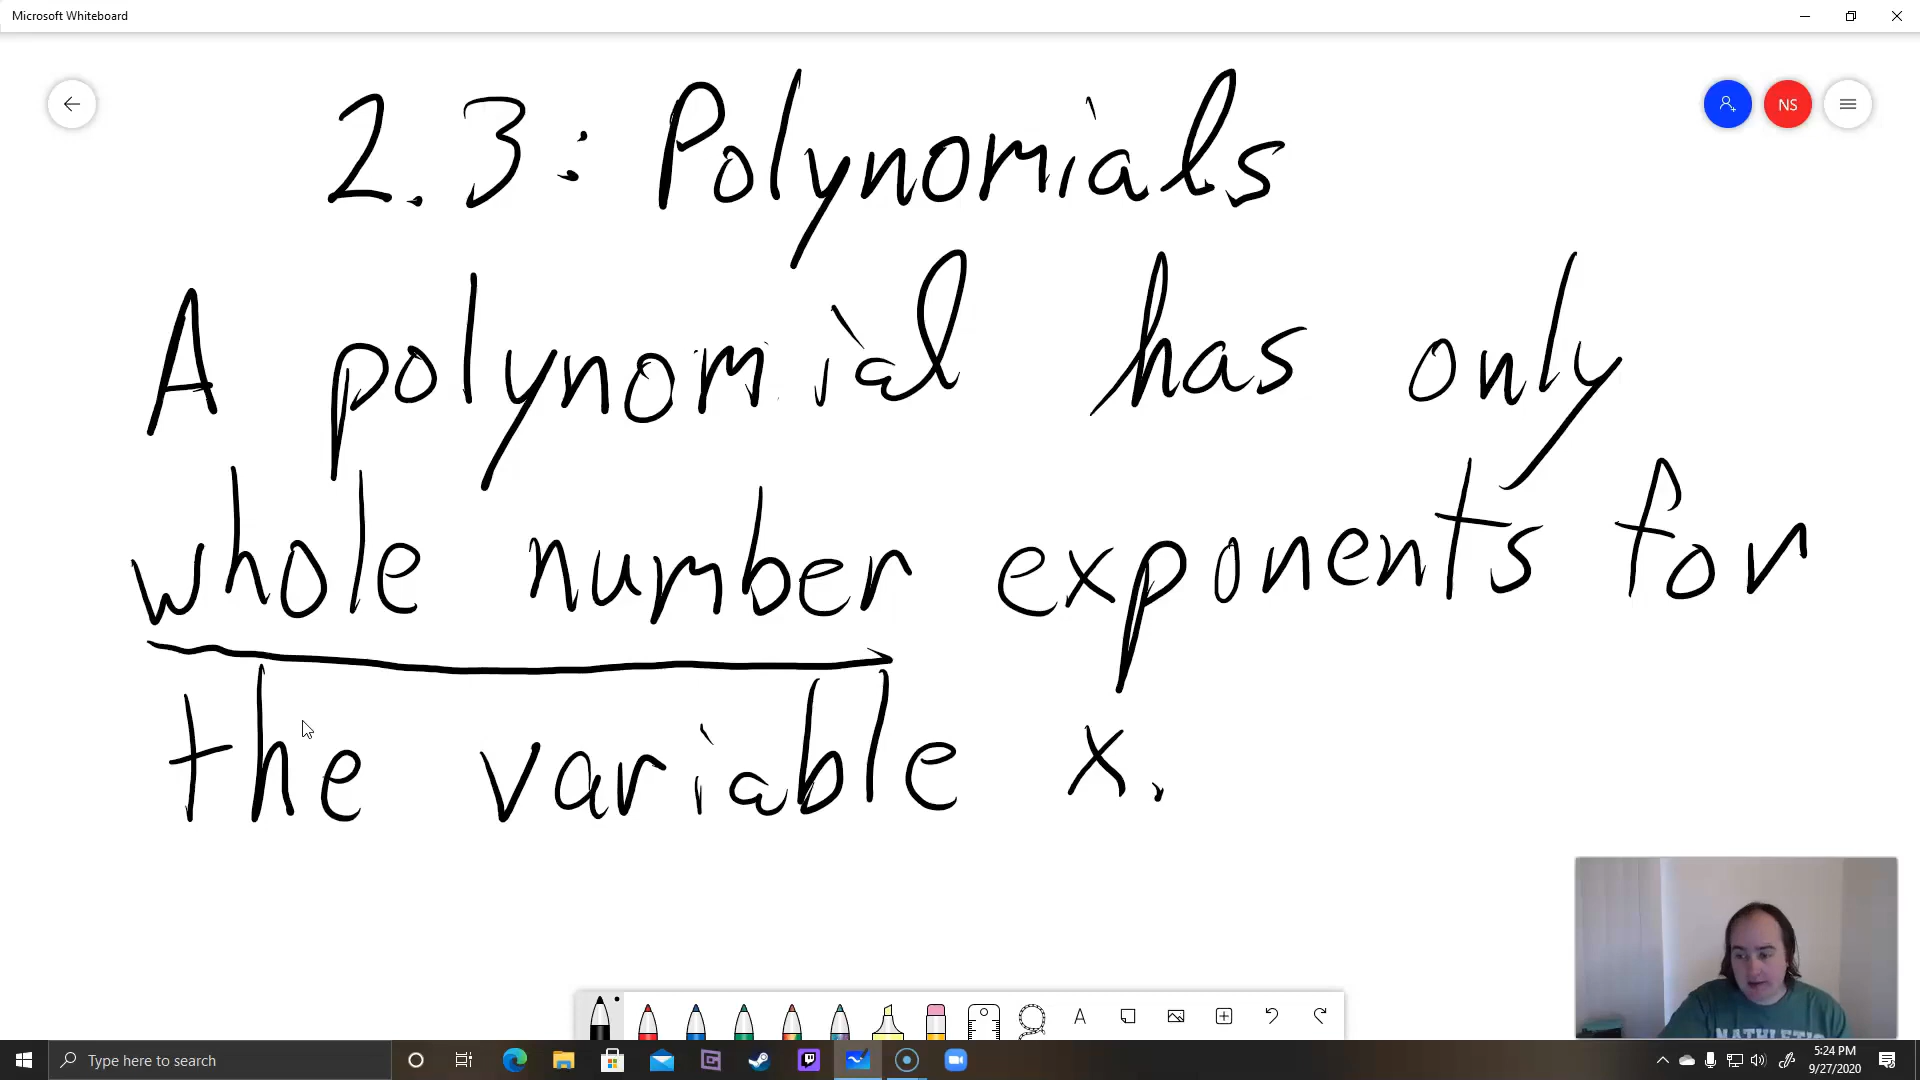 Microsoft Whiteboard
NS
2.3: Polynomials
A polynomial has only
whole number exponents for
the variable x.
NATHLETIC
A
Type here to search
5:24 PM
9/27/2020